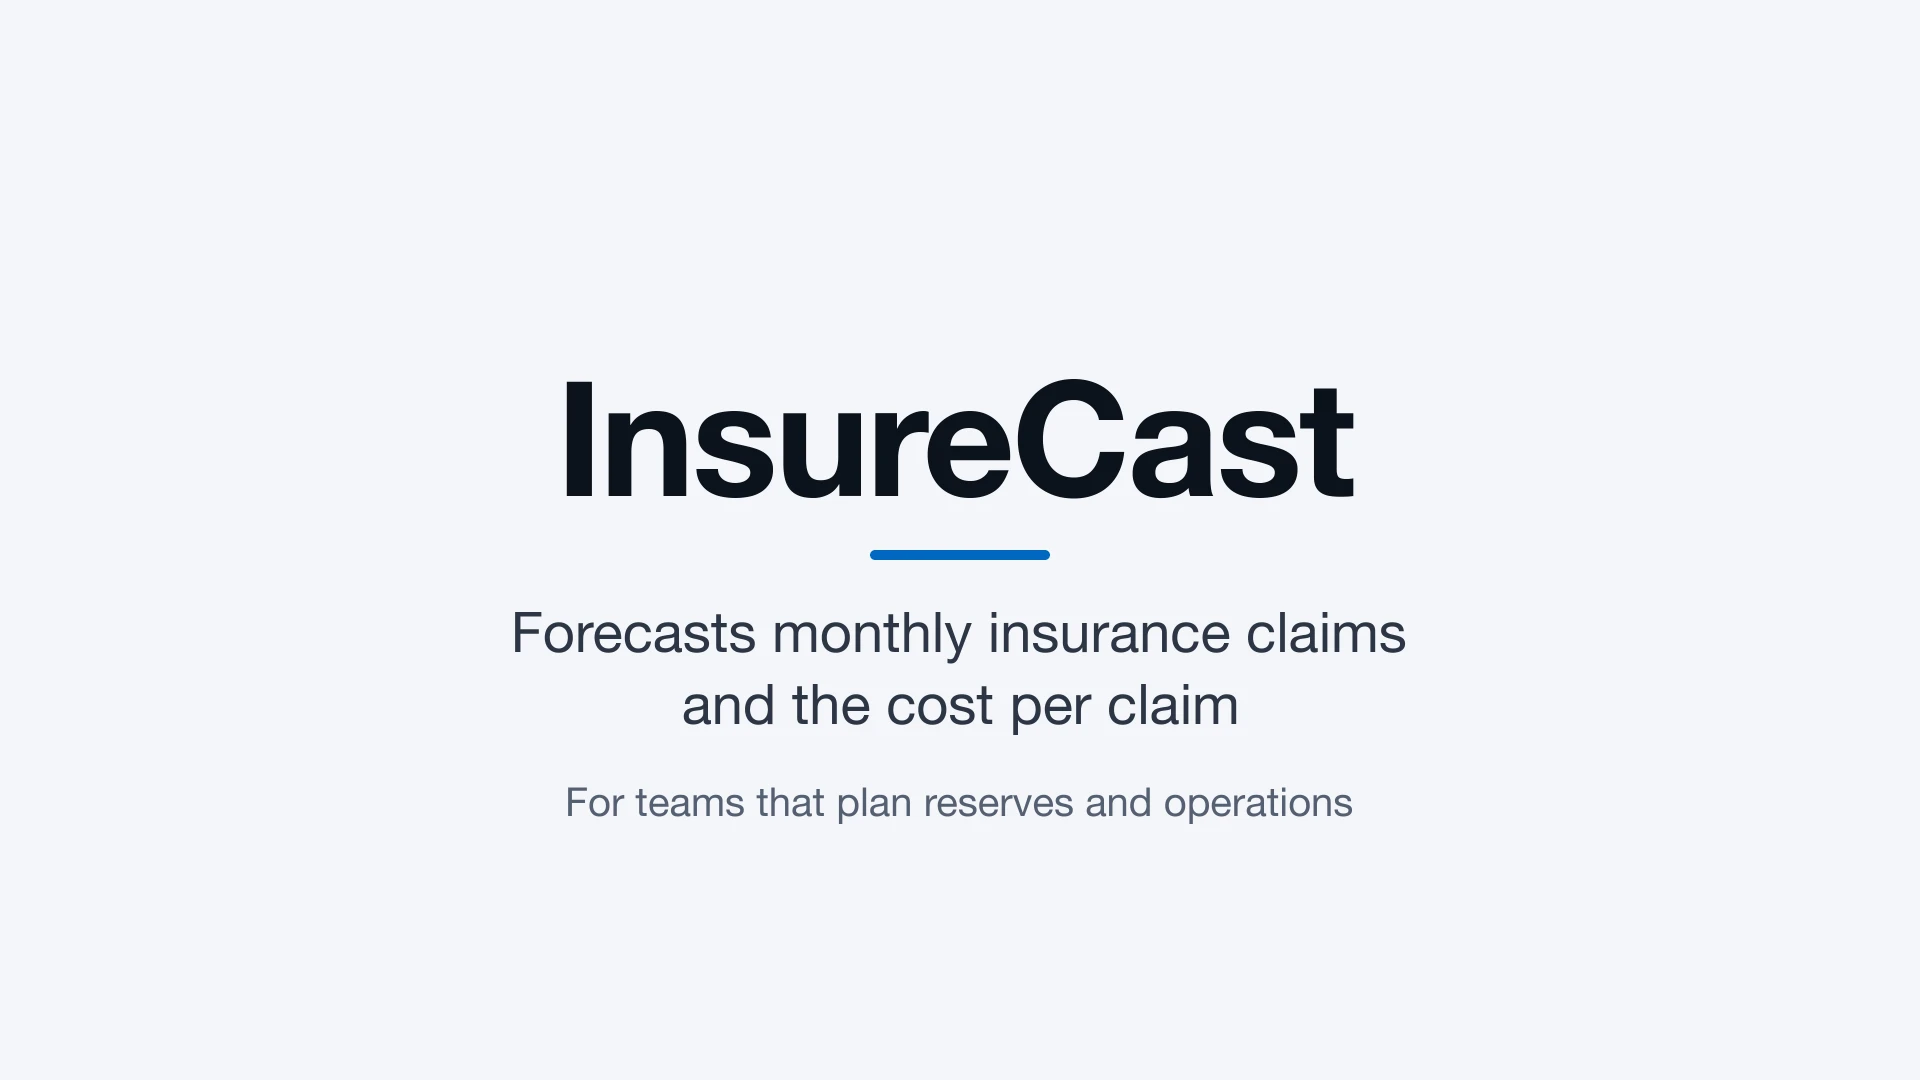 InsureCast
Forecasts monthly insurance claims
and the cost per claim
For teams that plan reserves and operations